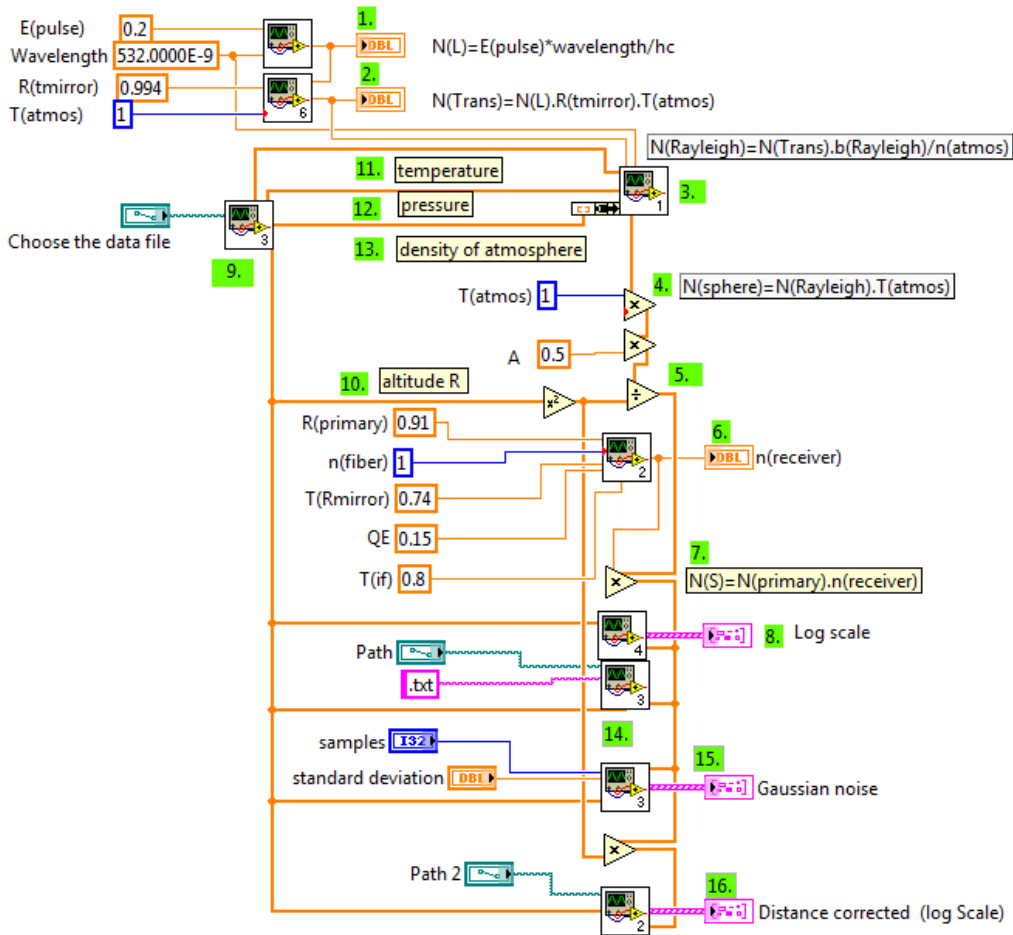 E(pulse) 0.2 1. DBL N(L)=E(pulse)*wavelength/hc
Wavelength 532.0000E-9
R(tmirror) 0.994 2. DBL N(Trans)=N(L).R(tmirror).T(atmos)
T(atmos) 1 6
N(Rayleigh)=N(Trans).b(Rayleigh)/n(atmos)
11. temperature 1 3.
12. pressure
Choose the data file 3
13. density of atmosphere
9.
T(atmos) 1 × 4. N(sphere)=N(Rayleigh).T(atmos)
A 0.5 ×
10. altitude R x² ÷ 5.
R(primary) 0.91 6.
n(fiber) 1 2 DBL n(receiver)
T(Rmirror) 0.74
QE 0.15
7.
T(if) 0.8 × N(S)=N(primary).n(receiver)
4 8. Log scale
Path
.txt 3
14.
samples I32 15.
standard deviation DBL 3 Gaussian noise
×
Path 2 16.
2 Distance corrected (log Scale)